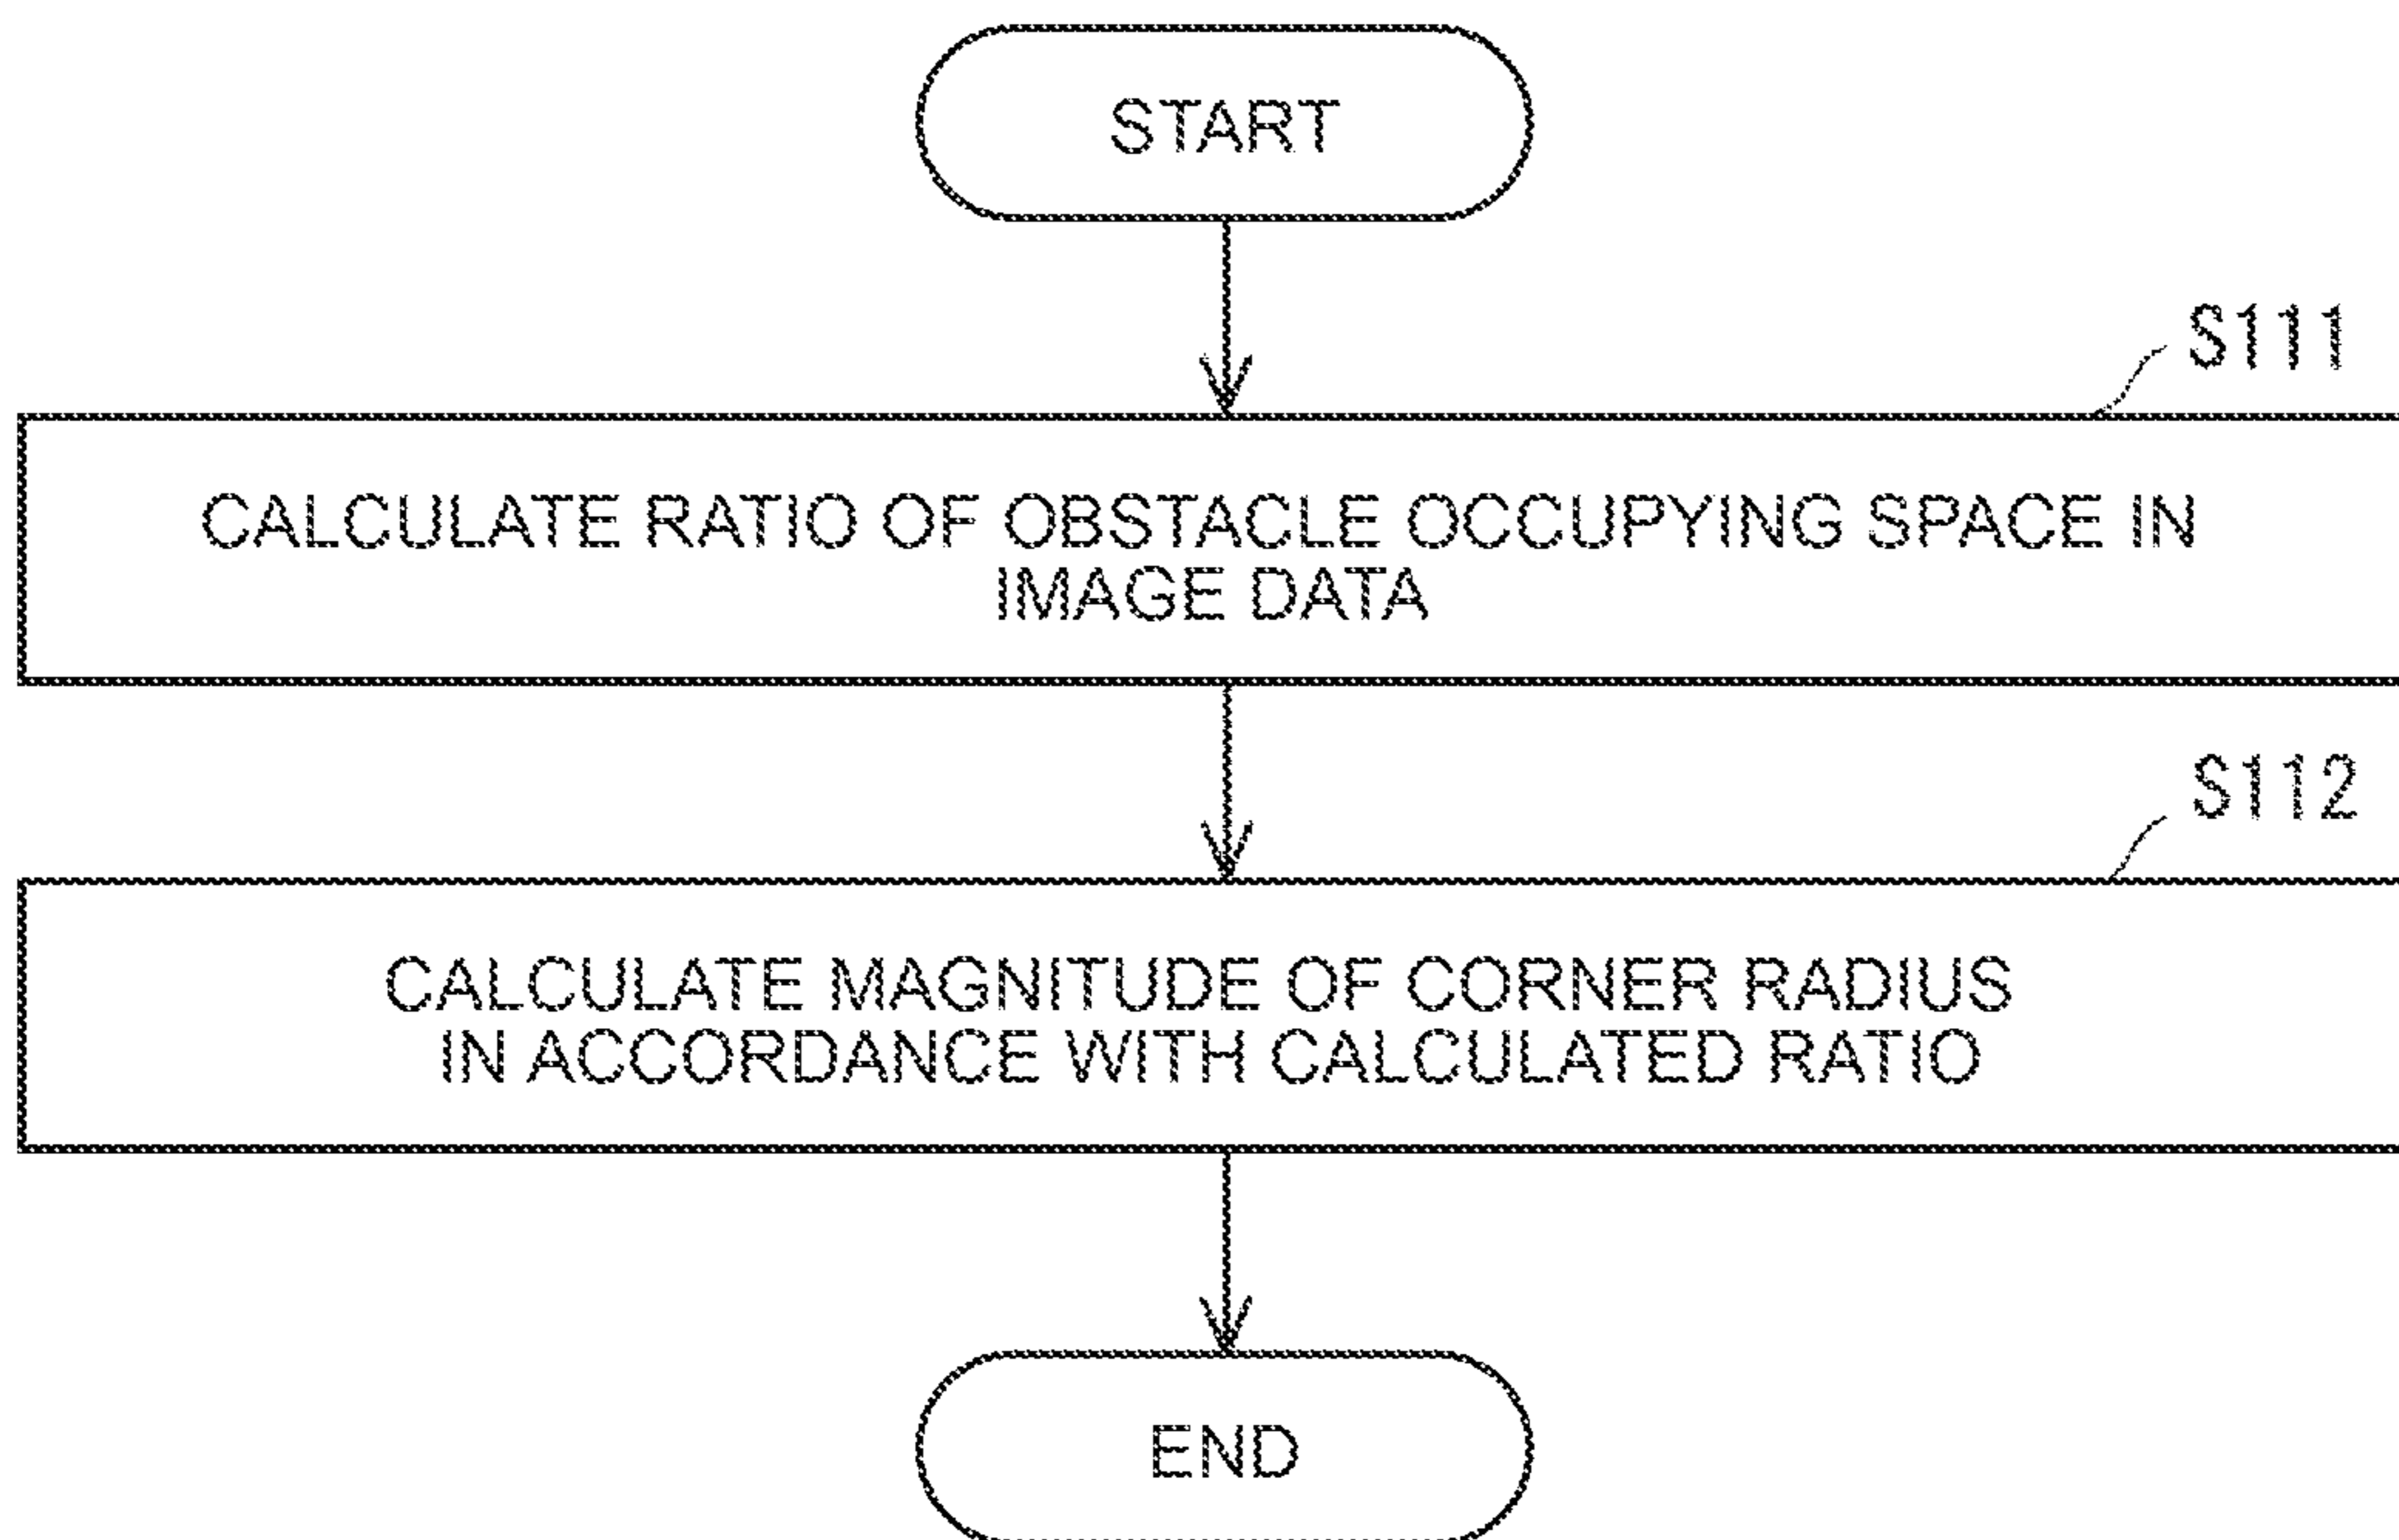 START
S111
CALCULATE RATIO OF OBSTACLE OCCUPYING SPACE IN
IMAGE DATA
S112
CALCULATE MAGNITUDE OF CORNER RADIUS
IN ACCORDANCE WITH CALCULATED RATIO
END